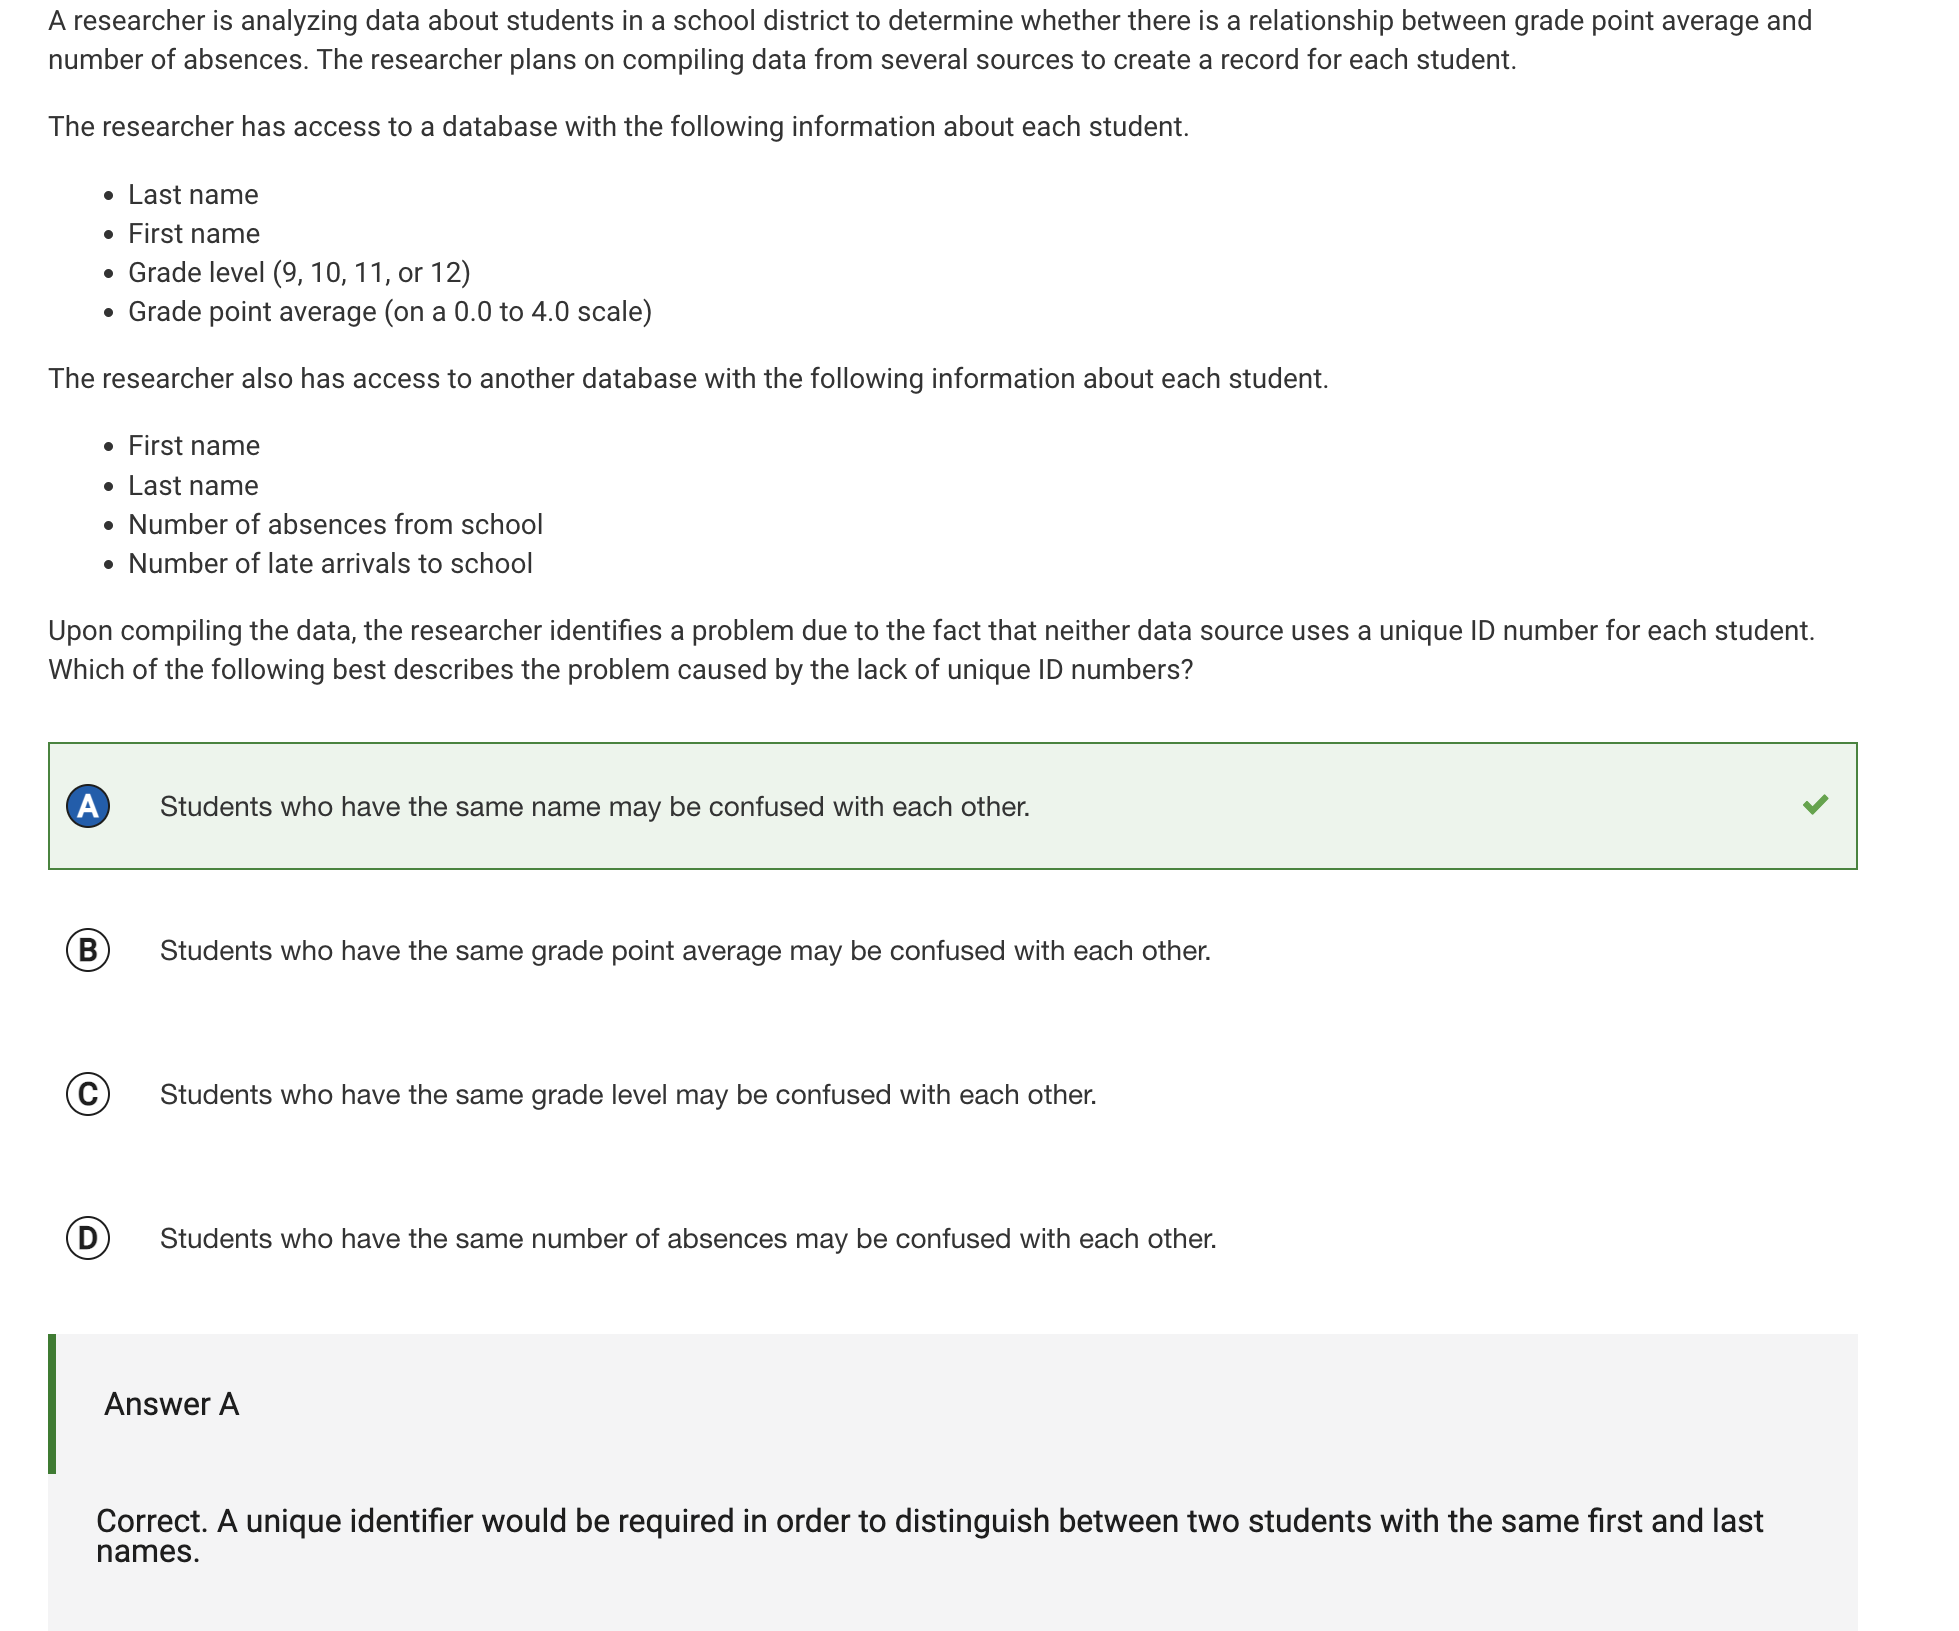 A researcher is analyzing data about students in a school district to determine whether there is a relationship between grade point average and
number of absences. The researcher plans on compiling data from several sources to create a record for each student.
The researcher has access to a database with the following information about each student.
• Last name
• First name
• Grade level (9, 10, 11, or 12)
• Grade point average (on a 0.0 to 4.0 scale)
The researcher also has access to another database with the following information about each student.
• First name
• Last name
• Number of absences from school
• Number of late arrivals to school
Upon compiling the data, the researcher identifies a problem due to the fact that neither data source uses a unique ID number for each student.
Which of the following best describes the problem caused by the lack of unique ID numbers?
A Students who have the same name may be confused with each other.
B Students who have the same grade point average may be confused with each other.
C Students who have the same grade level may be confused with each other.
D Students who have the same number of absences may be confused with each other.
Answer A
Correct. A unique identifier would be required in order to distinguish between two students with the same first and last
names.